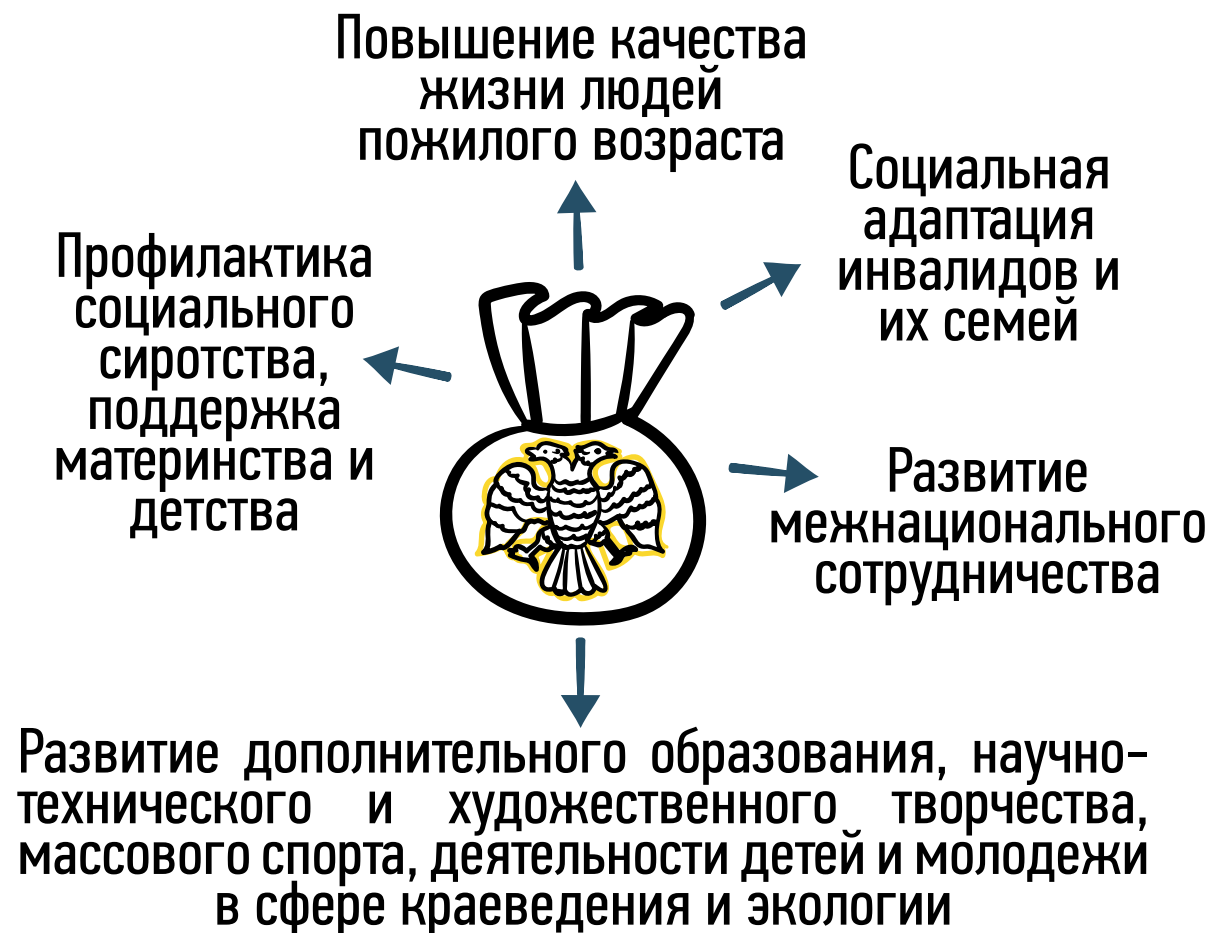 Повышение качества
жизни людей
пожилого возраста
Социальная
адаптация
инвалидов и
их семей
Профилактика
социального
сиротства,
поддержка
материнства и
детства
Развитие
межнационального
сотрудничества
Развитие дополнительного образования, научно-
технического и художественного творчества,
массового спорта, деятельности детей и молодежи
в сфере краеведения и экологии